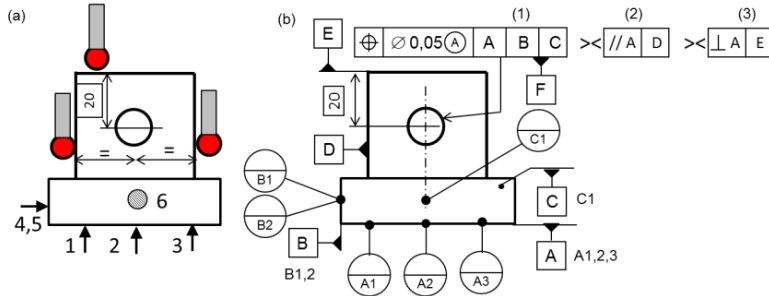 (a)
20
= =
6
4,5
1 2 3
(b)
(1) (2) (3)
⌖ ⌀ 0,05 Ⓐ A B C >< // A D >< ⊥ A E
E
F
20
D
C1
B1
B2
C C1
B
B1,2
A1 A2 A3
A A1,2,3